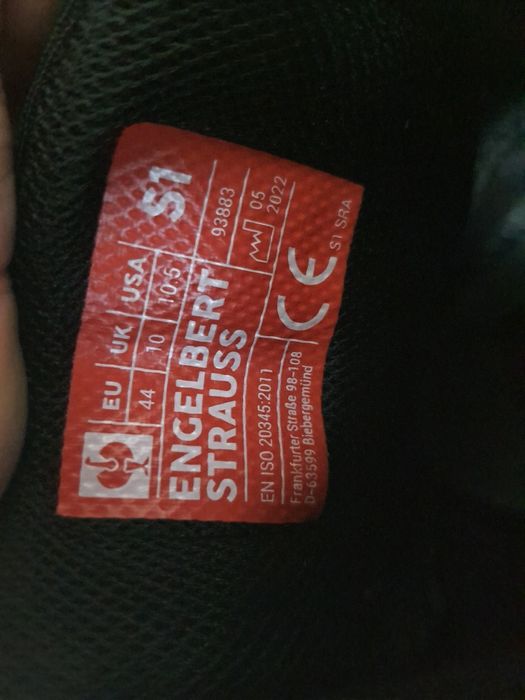 EU UK USA S1
44 10 10.5
ENGELBERT 93883
STRAUSS 05
2022
EN ISO 20345:2011 CE
Frankfurter Straße 98-108 S1 SRA
D-63599 Biebergemünd